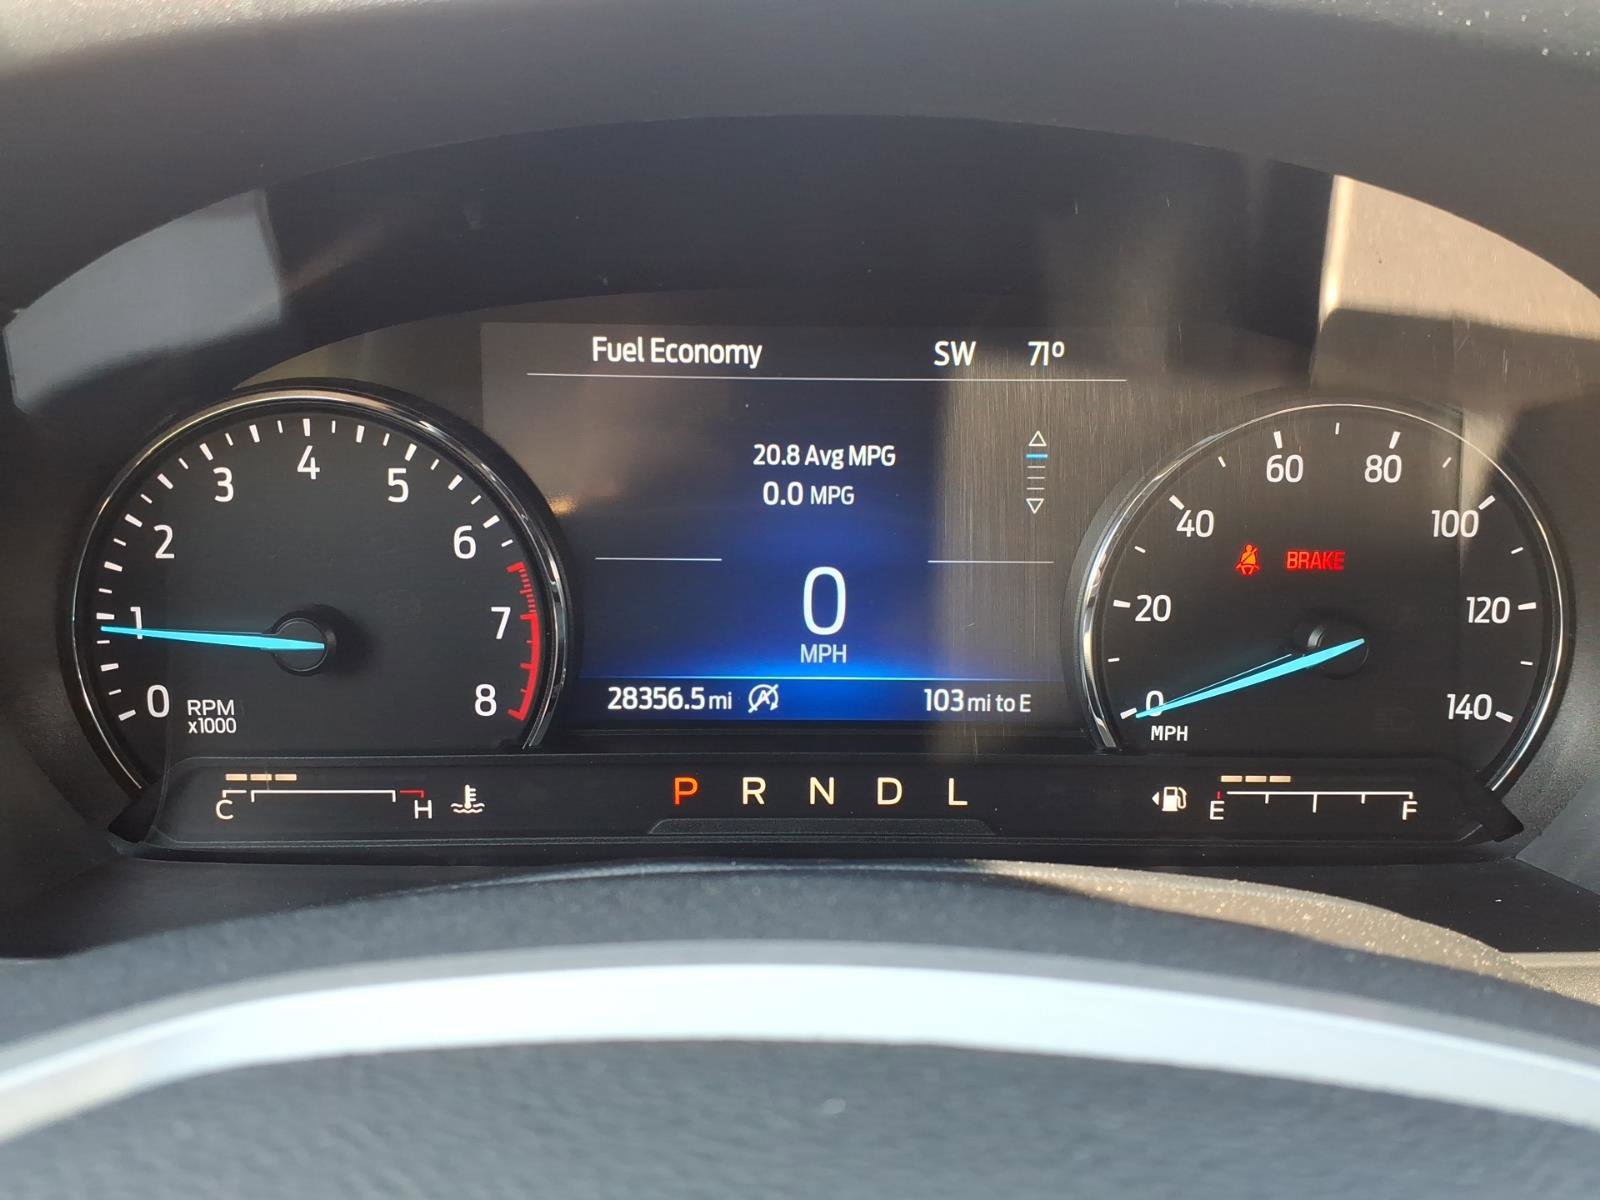 Fuel Economy SW 71º
20.8 Avg MPG
0.0 MPG
0
MPH
28356.5 mi A 103 mi to E
0 1 2 3 4 5 6 7 8
RPM
x1000
0 20 40 60 80 100 120 140
MPH
BRAKE
C H
P R N D L
E F